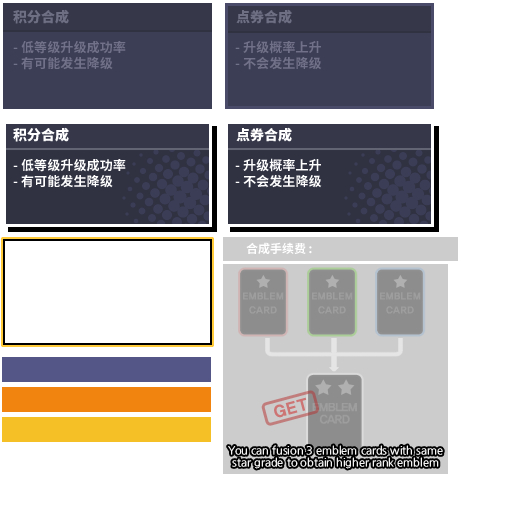 积分合成
- 低等级升级成功率
- 有可能发生降级
点券合成
- 升级概率上升
- 不会发生降级
积分合成
- 低等级升级成功率
- 有可能发生降级
点券合成
- 升级概率上升
- 不会发生降级
合成手续费 :
EMBLEM
CARD
EMBLEM
CARD
EMBLEM
CARD
GET
EMBLEM
CARD
You can fusion 3 emblem cards with same
star grade to obtain higher rank emblem